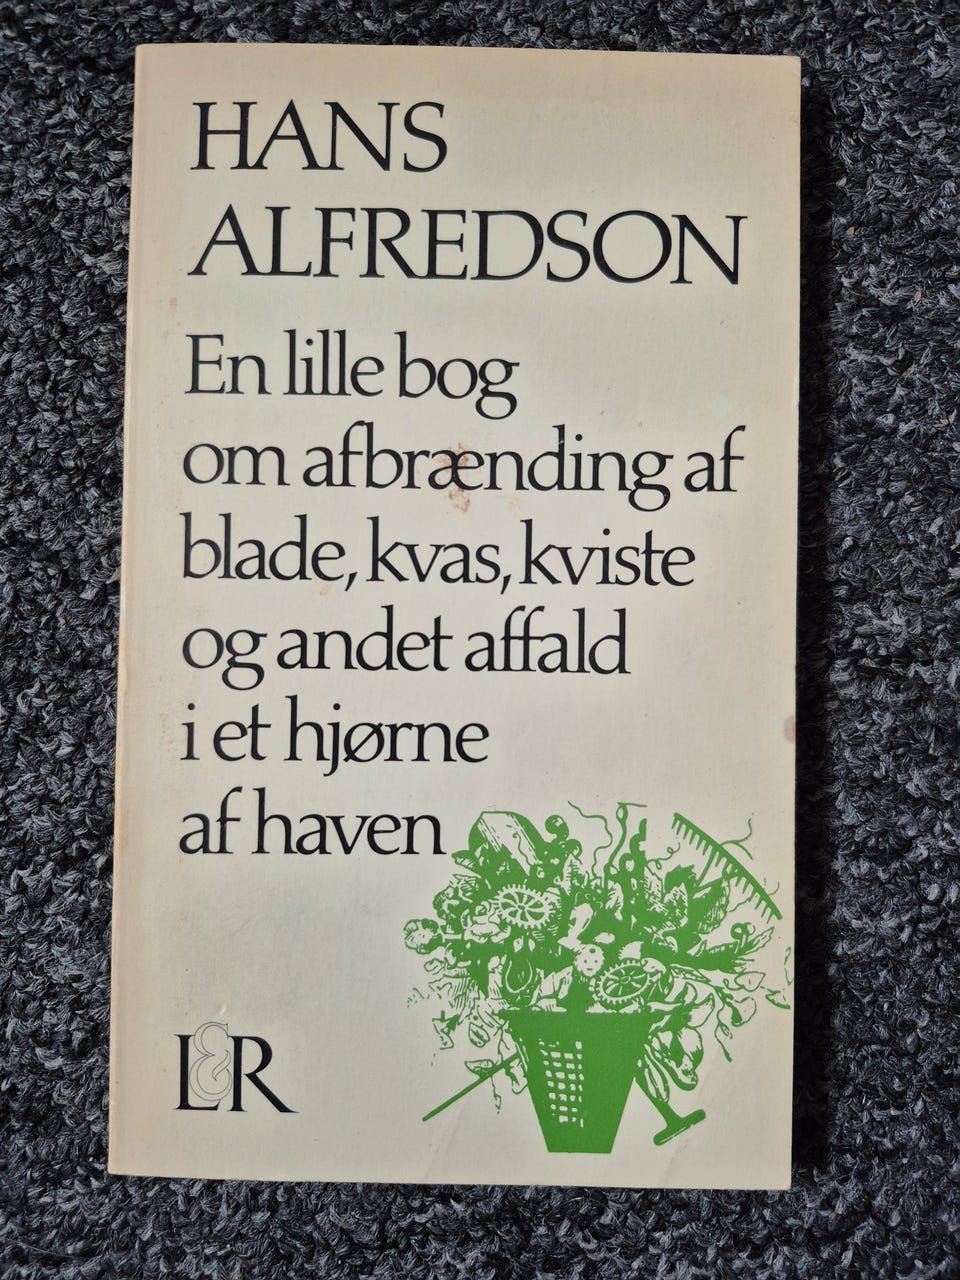 HANS
ALFREDSON
En lille bog
om afbrænding af
blade, kvas, kviste
og andet affald
i et hjørne
af haven
L&R